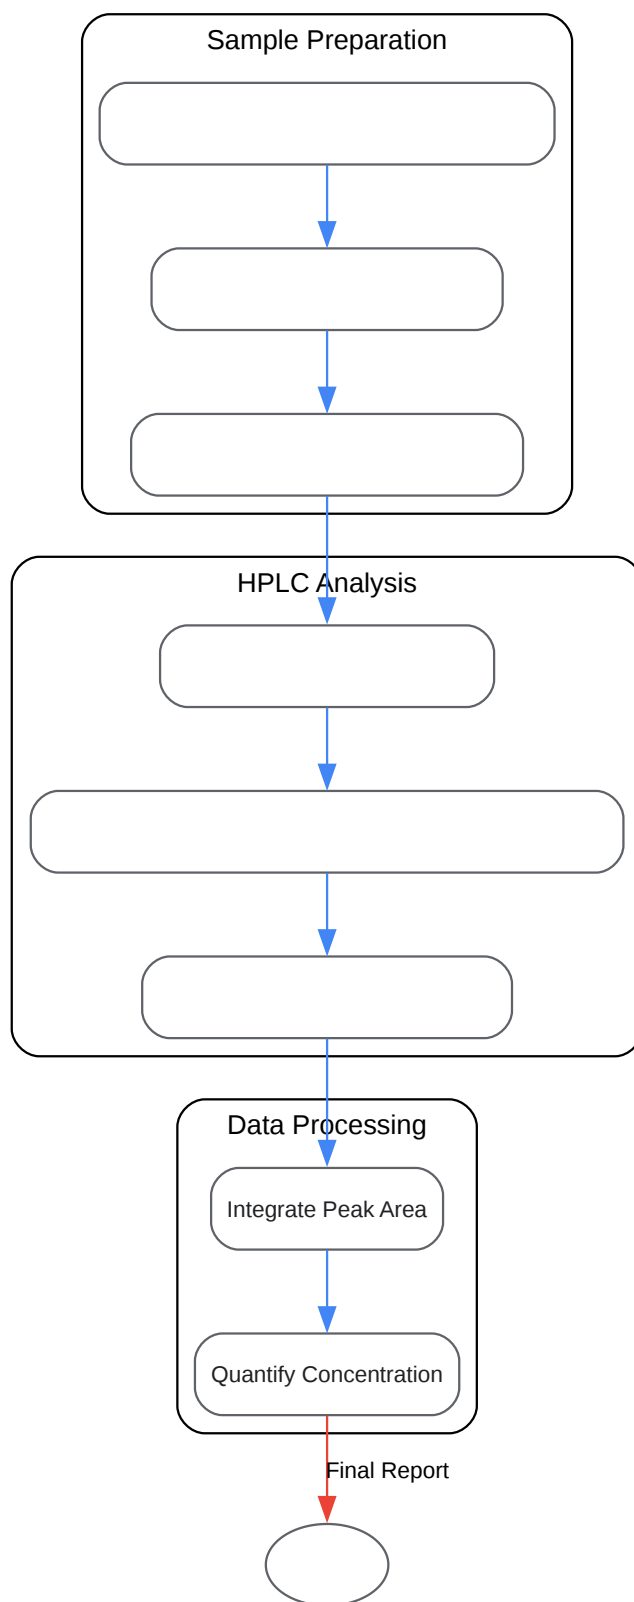 Sample Preparation
HPLC Analysis
Data Processing
Integrate Peak Area
Quantify Concentration
Final Report